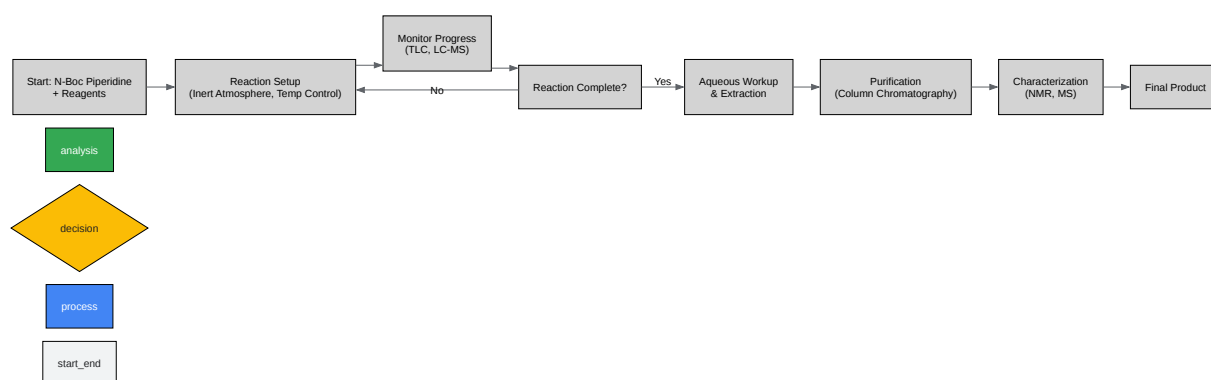 Start: N-Boc Piperidine
+ Reagents
Reaction Setup
(Inert Atmosphere, Temp Control)
Monitor Progress
(TLC, LC-MS)
No
Reaction Complete?
Yes
Aqueous Workup
& Extraction
Purification
(Column Chromatography)
Characterization
(NMR, MS)
Final Product
analysis
decision
process
start_end